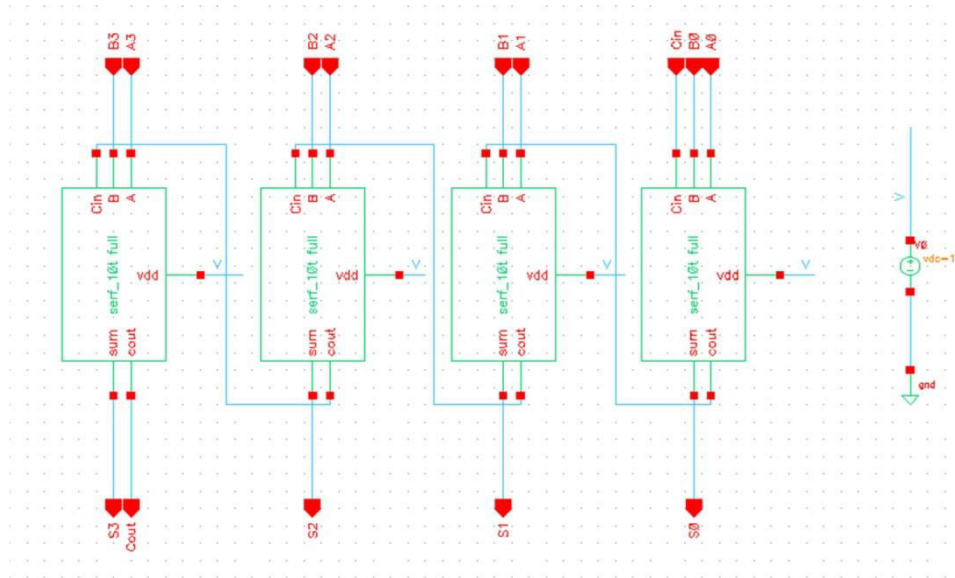 B3 A3 B2 A2 B1 A1 Cin B0 A0
Cin B A Cin B A Cin B A Cin B A
serf_10t full serf_10t full serf_10t full serf_10t full
vdd V vdd V vdd V vdd V
sum cout sum cout sum cout sum cout
S3 Cout S2 S1 S0
V
V0
vdc=1
gnd